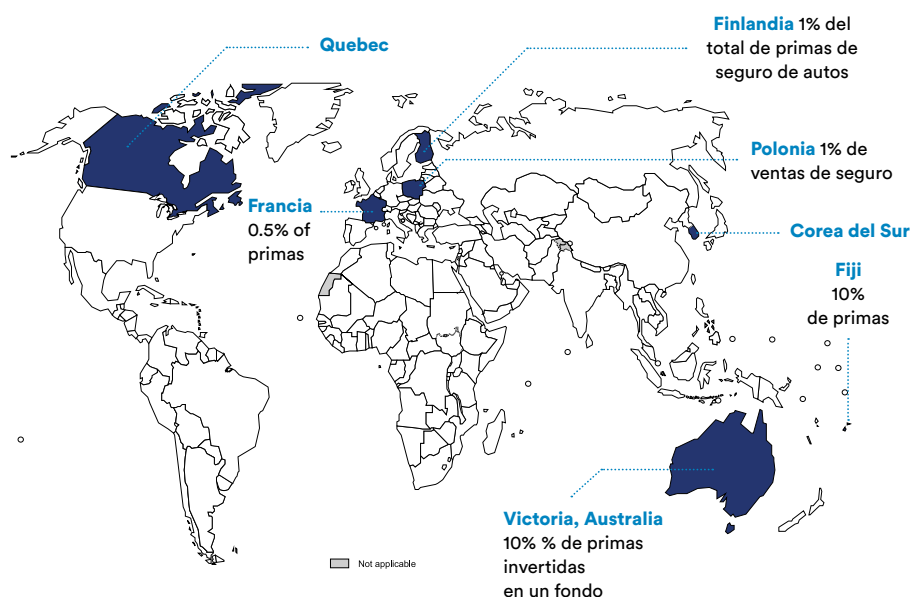 Quebec
Finlandia 1% del
total de primas de
seguro de autos
Polonia 1% de
ventas de seguro
Francia
0.5% of
primas
Corea del Sur
Fiji
10%
de primas
Victoria, Australia
10% % de primas
invertidas
en un fondo
Not applicable